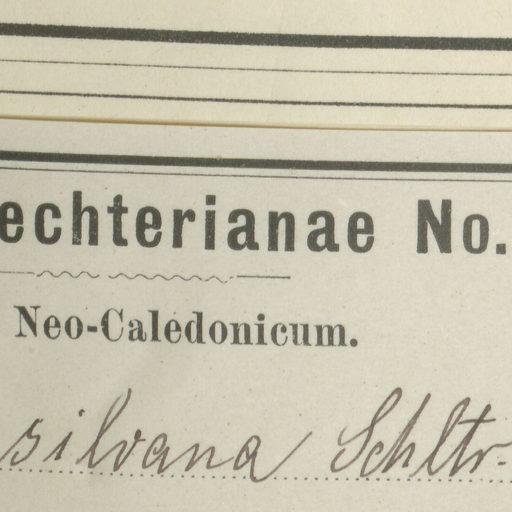 echterianae No.
Neo-Caledonicum.
silvana Schltr.